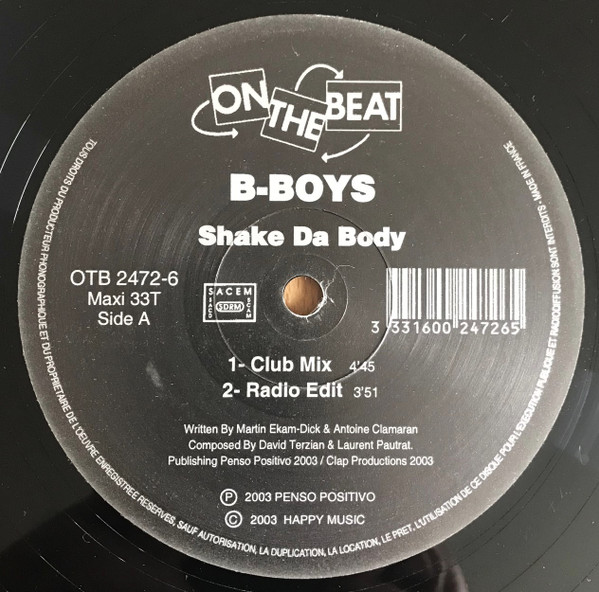 ON
THE
BEAT
B-BOYS
Shake Da Body
OTB 2472-6
Maxi 33T
Side A
SACEM
SACD
SDRM
SCAM
3 331600 247265
1- Club Mix 4'45
2- Radio Edit 3'51
Written By Martin Ekam-Dick & Antoine Clamaran
Composed By David Terzian & Laurent Pautrat.
Publishing Penso Positivo 2003 / Clap Productions 2003
Ⓟ 2003 PENSO POSITIVO
© 2003 HAPPY MUSIC
TOUS DROITS DU PRODUCTEUR PHONOGRAPHIQUE ET DU PROPRIETAIRE DE L'OEUVRE ENREGISTREE RESERVES, SAUF AUTORISATION, LA DUPLICATION, LA LOCATION, LE PRET, L'UTILISATION DE CE DISQUE POUR L'EXECUTION PUBLIQUE ET RADIODIFFUSION SONT INTERDITS - MADE IN FRANCE